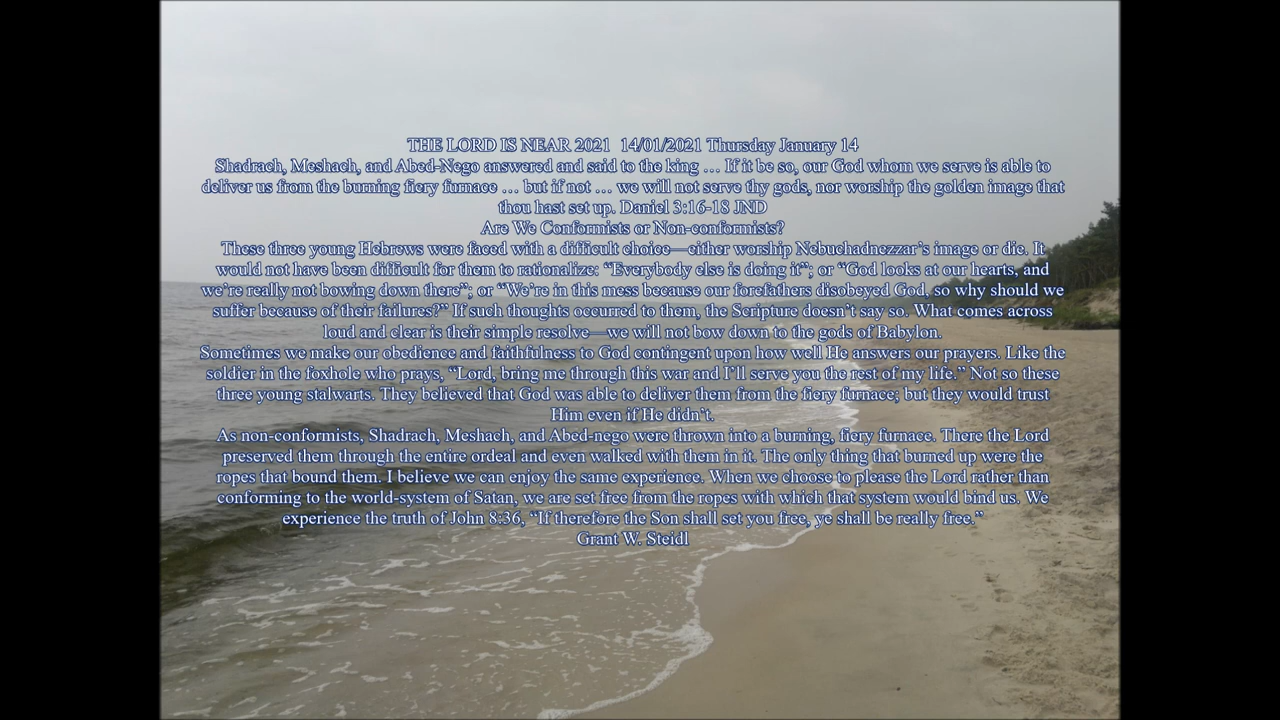 THE LORD IS NEAR 2021  14/01/2021 Thursday January 14
Shadrach, Meshach, and Abed-Nego answered and said to the king … If it be so, our God whom we serve is able to
deliver us from the burning fiery furnace … but if not … we will not serve thy gods, nor worship the golden image that
thou hast set up. Daniel 3:16-18 JND
Are We Conformists or Non-conformists?
These three young Hebrews were faced with a difficult choice—either worship Nebuchadnezzar’s image or die. It
would not have been difficult for them to rationalize: “Everybody else is doing it”; or “God looks at our hearts, and
we’re really not bowing down there”; or “We’re in this mess because our forefathers disobeyed God, so why should we
suffer because of their failures?” If such thoughts occurred to them, the Scripture doesn’t say so. What comes across
loud and clear is their simple resolve—we will not bow down to the gods of Babylon.
Sometimes we make our obedience and faithfulness to God contingent upon how well He answers our prayers. Like the
soldier in the foxhole who prays, “Lord, bring me through this war and I’ll serve you the rest of my life.” Not so these
three young stalwarts. They believed that God was able to deliver them from the fiery furnace; but they would trust
Him even if He didn’t.
As non-conformists, Shadrach, Meshach, and Abed-nego were thrown into a burning, fiery furnace. There the Lord
preserved them through the entire ordeal and even walked with them in it. The only thing that burned up were the
ropes that bound them. I believe we can enjoy the same experience. When we choose to please the Lord rather than
conforming to the world-system of Satan, we are set free from the ropes with which that system would bind us. We
experience the truth of John 8:36, “If therefore the Son shall set you free, ye shall be really free.”
Grant W. Steidl